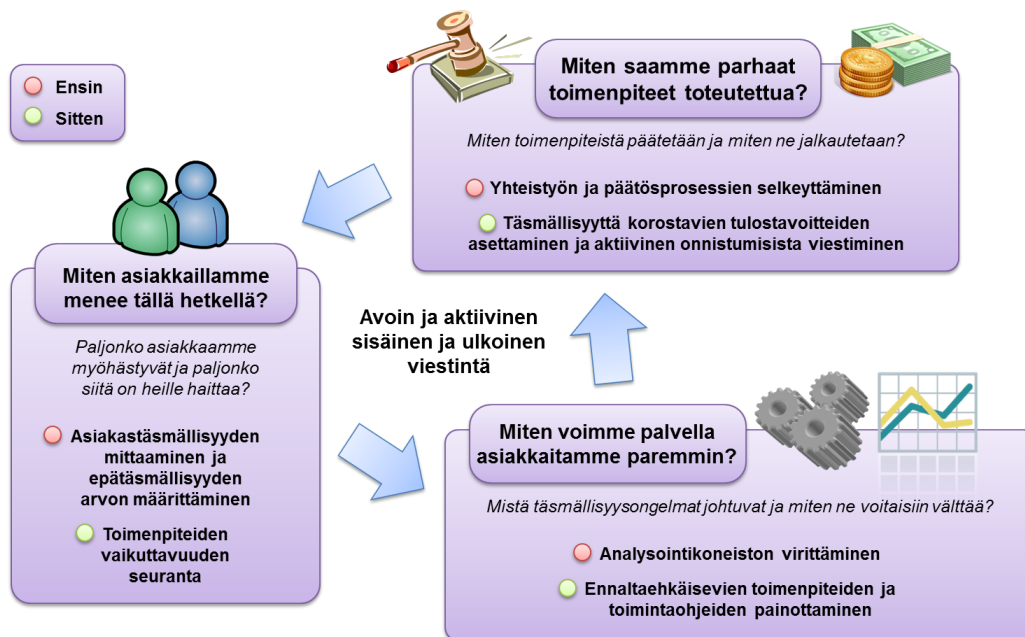 Ensin
Sitten
Miten saamme parhaat
toimenpiteet toteutettua?
Miten toimenpiteistä päätetään ja miten ne jalkautetaan?
Yhteistyön ja päätösprosessien selkeyttäminen
Täsmällisyyttä korostavien tulostavoitteiden
asettaminen ja aktiivinen onnistumisista viestiminen
Miten asiakkaillamme
menee tällä hetkellä?
Paljonko asiakkaamme
myöhästyvät ja paljonko
siitä on heille haittaa?
Asiakastäsmällisyyden
mittaaminen ja
epätäsmällisyyden
arvon määrittäminen
Toimenpiteiden
vaikuttavuuden
seuranta
Avoin ja aktiivinen
sisäinen ja ulkoinen
viestintä
Miten voimme palvella
asiakkaitamme paremmin?
Mistä täsmällisyysongelmat johtuvat ja miten ne voitaisiin välttää?
Analysointikoneiston virittäminen
Ennaltaehkäisevien toimenpiteiden ja
toimintaohjeiden painottaminen